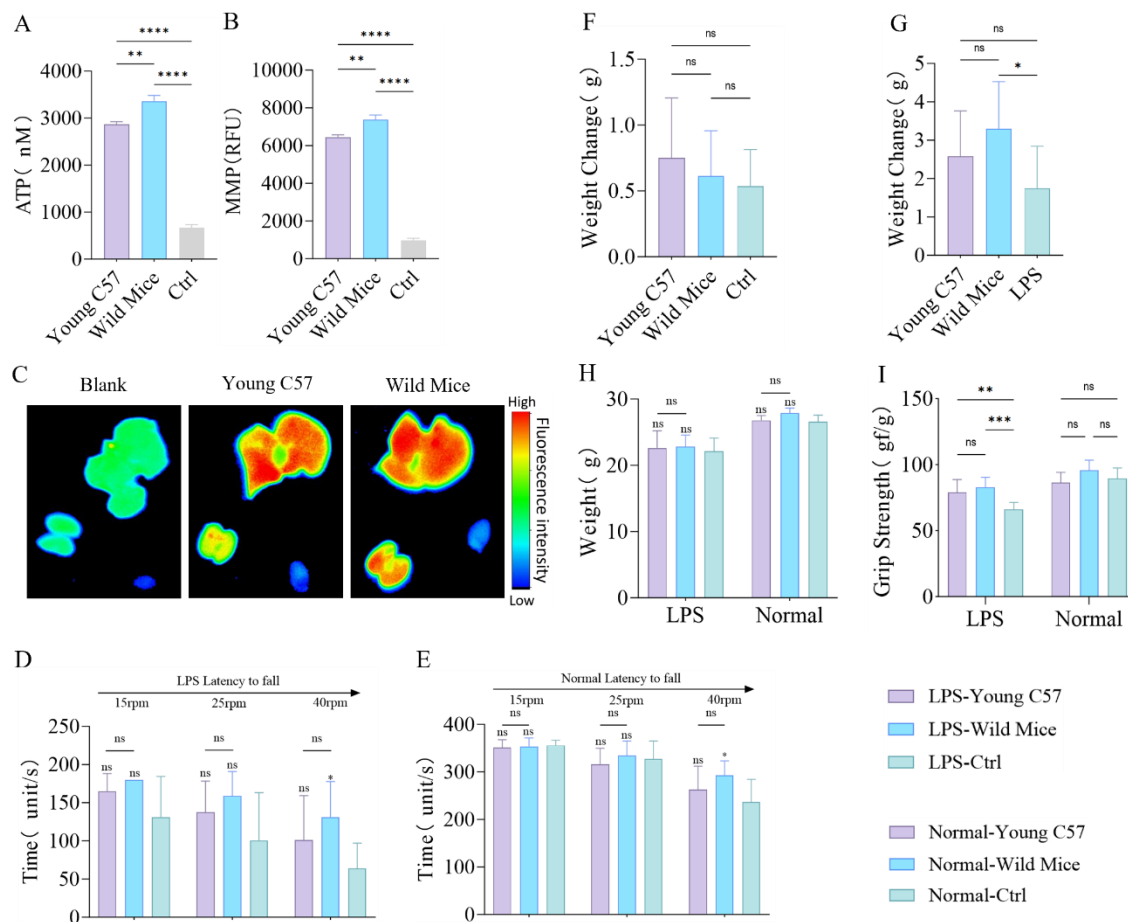 A
****
**
****
ATP( nM)
4000
3000
2000
1000
0
Young C57
Wild Mice
Ctrl
B
****
**
****
MMP(RFU)
10000
8000
6000
4000
2000
0
Young C57
Wild Mice
Ctrl
F
ns
ns
ns
Weight Change( g)
1.5
1.0
0.5
0.0
Young C57
Wild Mice
Ctrl
G
ns
ns
*
Weight Change( g)
5
4
3
2
1
0
Young C57
Wild Mice
LPS
C
Blank
Young C57
Wild Mice
High
Fluorescence intensity
Low
H
ns
ns
ns
ns
ns
ns
Weight( g)
30
20
10
0
LPS
Normal
I
**
***
ns
ns
ns
ns
Grip Strength( gf/g)
150
100
50
0
LPS
Normal
D
LPS Latency to fall
15rpm
25rpm
40rpm
ns
ns
ns
ns
ns
ns
ns
ns
*
Time( unit/s)
250
200
150
100
50
0
E
Normal Latency to fall
15rpm
25rpm
40rpm
ns
ns
ns
ns
ns
ns
ns
ns
*
Time( unit/s)
400
300
200
100
0
LPS-Young C57
LPS-Wild Mice
LPS-Ctrl
Normal-Young C57
Normal-Wild Mice
Normal-Ctrl